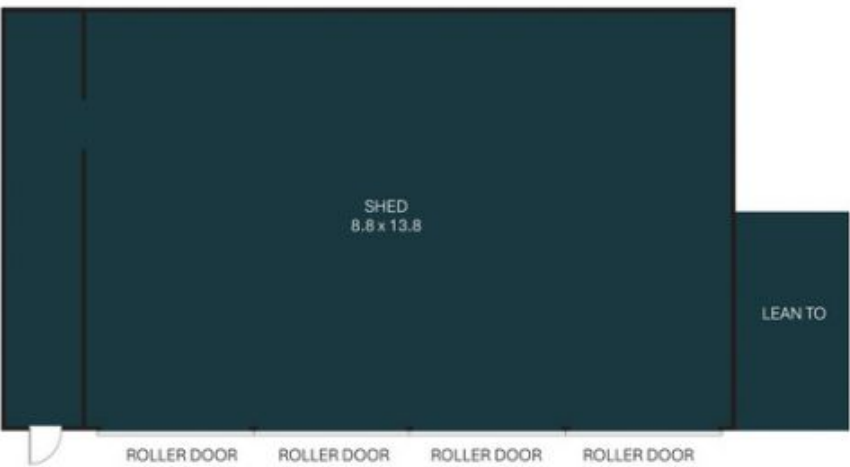 SHED
8.8 x 13.8
LEAN TO
ROLLER DOOR ROLLER DOOR ROLLER DOOR ROLLER DOOR